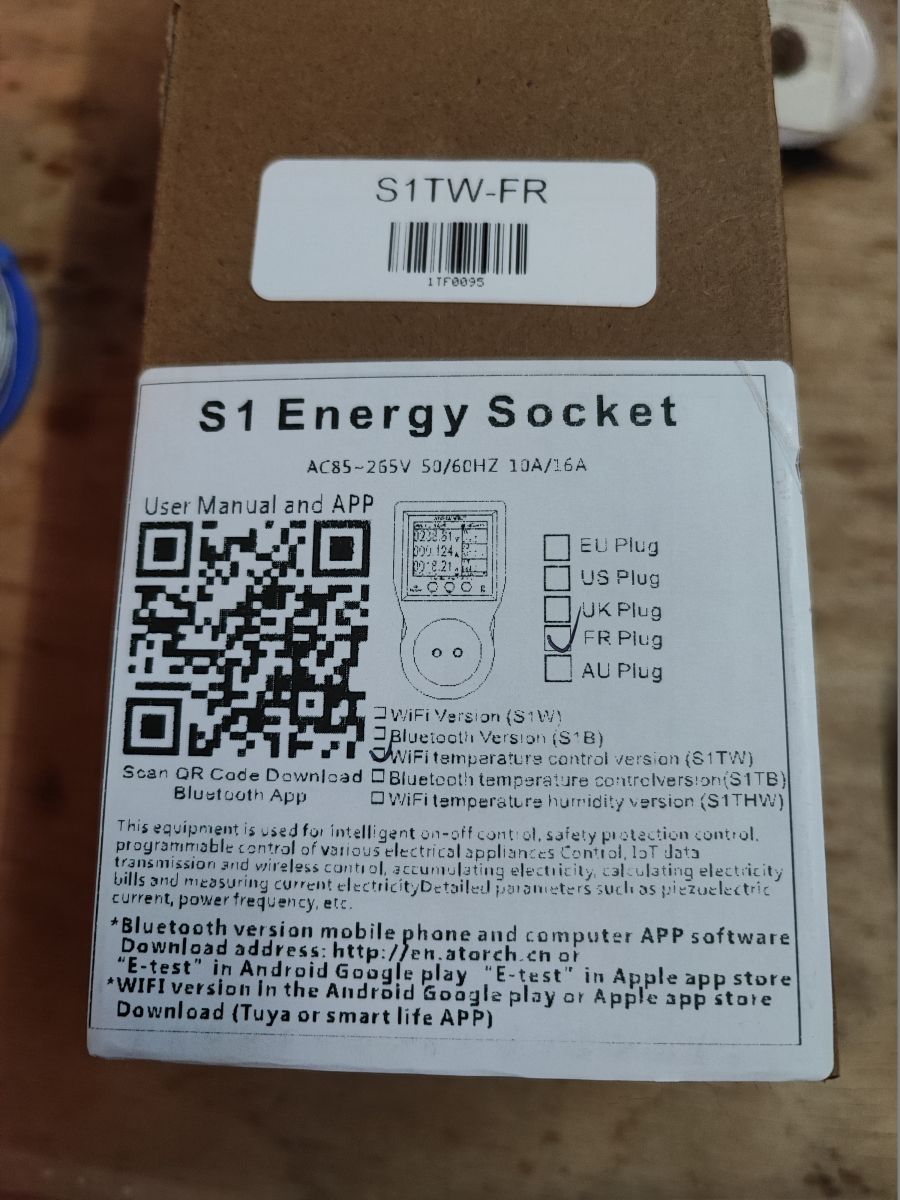 S1TW-FR
1TF0095
S1 Energy Socket
AC85~265V 50/60HZ 10A/16A
User Manual and APP
EU Plug
US Plug
UK Plug
FR Plug
AU Plug
WiFi Version (S1W)
Bluetooth Version (S1B)
WiFi temperature control version (S1TW)
Bluetooth temperature controlversion(S1TB)
WiFi temperature humidity version (S1THW)
Scan QR Code Download
Bluetooth App
This equipment is used for intelligent on-off control, safety protection control,
programmable control of various electrical appliances Control, IoT data
transmission and wireless control, accumulating electricity, calculating electricity
bills and measuring current electricityDetailed parameters such as piezoelectric
current, power frequency, etc.
*Bluetooth version mobile phone and computer APP software
Download address: http://en.atorch.cn or
"E-test" in Android Google play "E-test" in Apple app store
*WIFI version in the Android Google play or Apple app store
Download (Tuya or smart life APP)